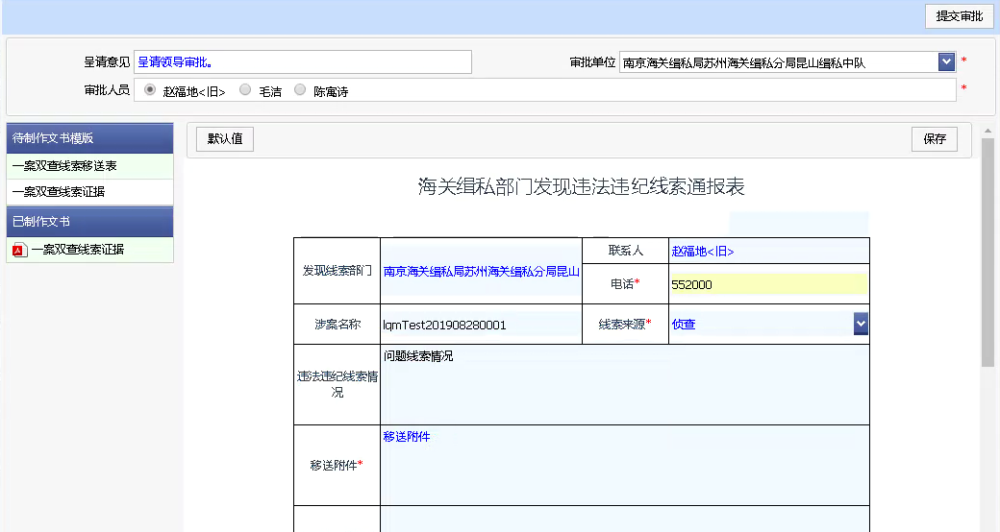 提交审批
呈请意见 呈请领导审批。 审批单位 南京海关缉私局苏州海关缉私分局昆山缉私中队 *
审批人员 赵福地<旧> 毛洁 陈寓诗 *
待制作文书模版
一案双查线索移送表
一案双查线索证据
已制作文书
一案双查线索证据
默认值 保存
海关缉私部门发现违法违纪线索通报表
发现线索部门 南京海关缉私局苏州海关缉私分局昆山 联系人 赵福地<旧>
电话* 552000
涉案名称 lqmTest201908280001 线索来源* 侦查
违法违纪线索情
况
问题线索情况
移送附件* 移送附件